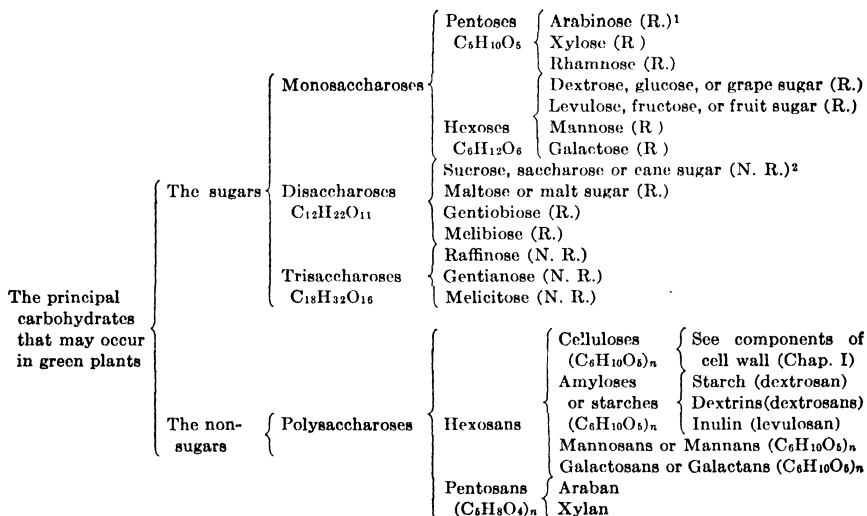 Pentoses Arabinose (R.)¹
C₅H₁₀O₅ Xylose (R )
Rhamnose (R.)
Monosaccharoses Dextrose, glucose, or grape sugar (R.)
Levulose, fructose, or fruit sugar (R.)
Hexoses Mannose (R )
C₆H₁₂O₆ Galactose (R )
Sucrose, saccharose or cane sugar (N. R.)²
The sugars Disaccharoses Maltose or malt sugar (R.)
C₁₂H₂₂O₁₁ Gentiobiose (R.)
Melibiose (R.)
Raffinose (N. R.)
Trisaccharoses Gentianose (N. R.)
C₁₈H₃₂O₁₆ Melicitose (N. R.)
The principal
carbohydrates
that may occur
in green plants
Celluloses See components of
(C₆H₁₀O₅)ₙ cell wall (Chap. I)
Amyloses Starch (dextrosan)
or starches Dextrins(dextrosans)
The non-
sugars
Polysaccharoses Hexosans (C₆H₁₀O₅)ₙ Inulin (levulosan)
Mannosans or Mannans (C₆H₁₀O₅)ₙ
Galactosans or Galactans (C₆H₁₀O₅)ₙ
Pentosans Araban
(C₅H₈O₄)ₙ Xylan